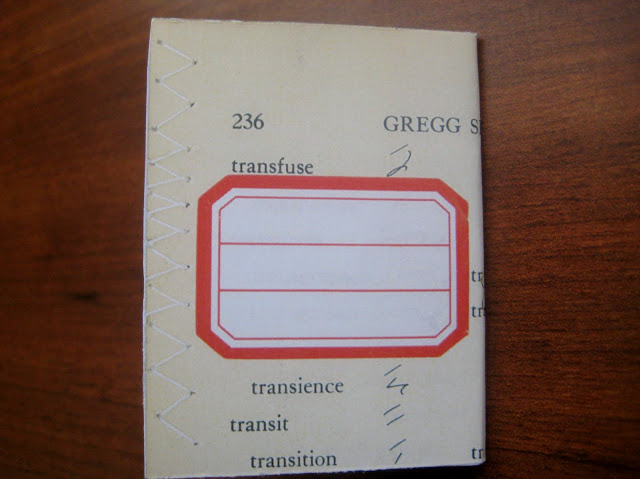 236 GREGG
transfuse
transience
transit
transition